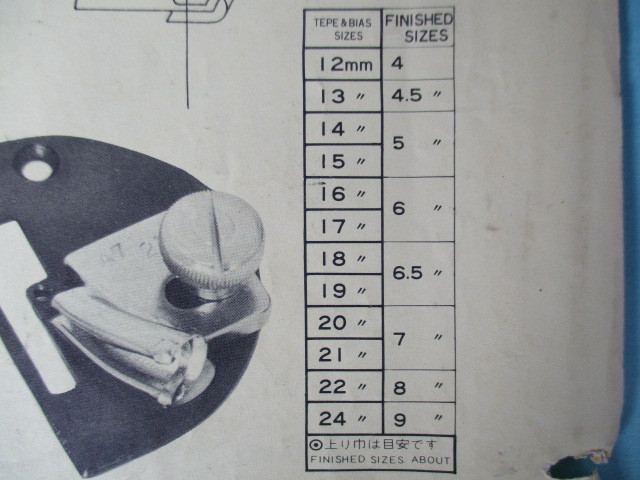 TEPE & BIAS SIZES FINISHED SIZES
12mm 4
13 〃 4.5 〃
14 〃 5 〃
15 〃
16 〃 6 〃
17 〃
18 〃 6.5 〃
19 〃
20 〃 7 〃
21 〃
22 〃 8 〃
24 〃 9 〃
◉上り巾は目安です
FINISHED SIZES ABOUT